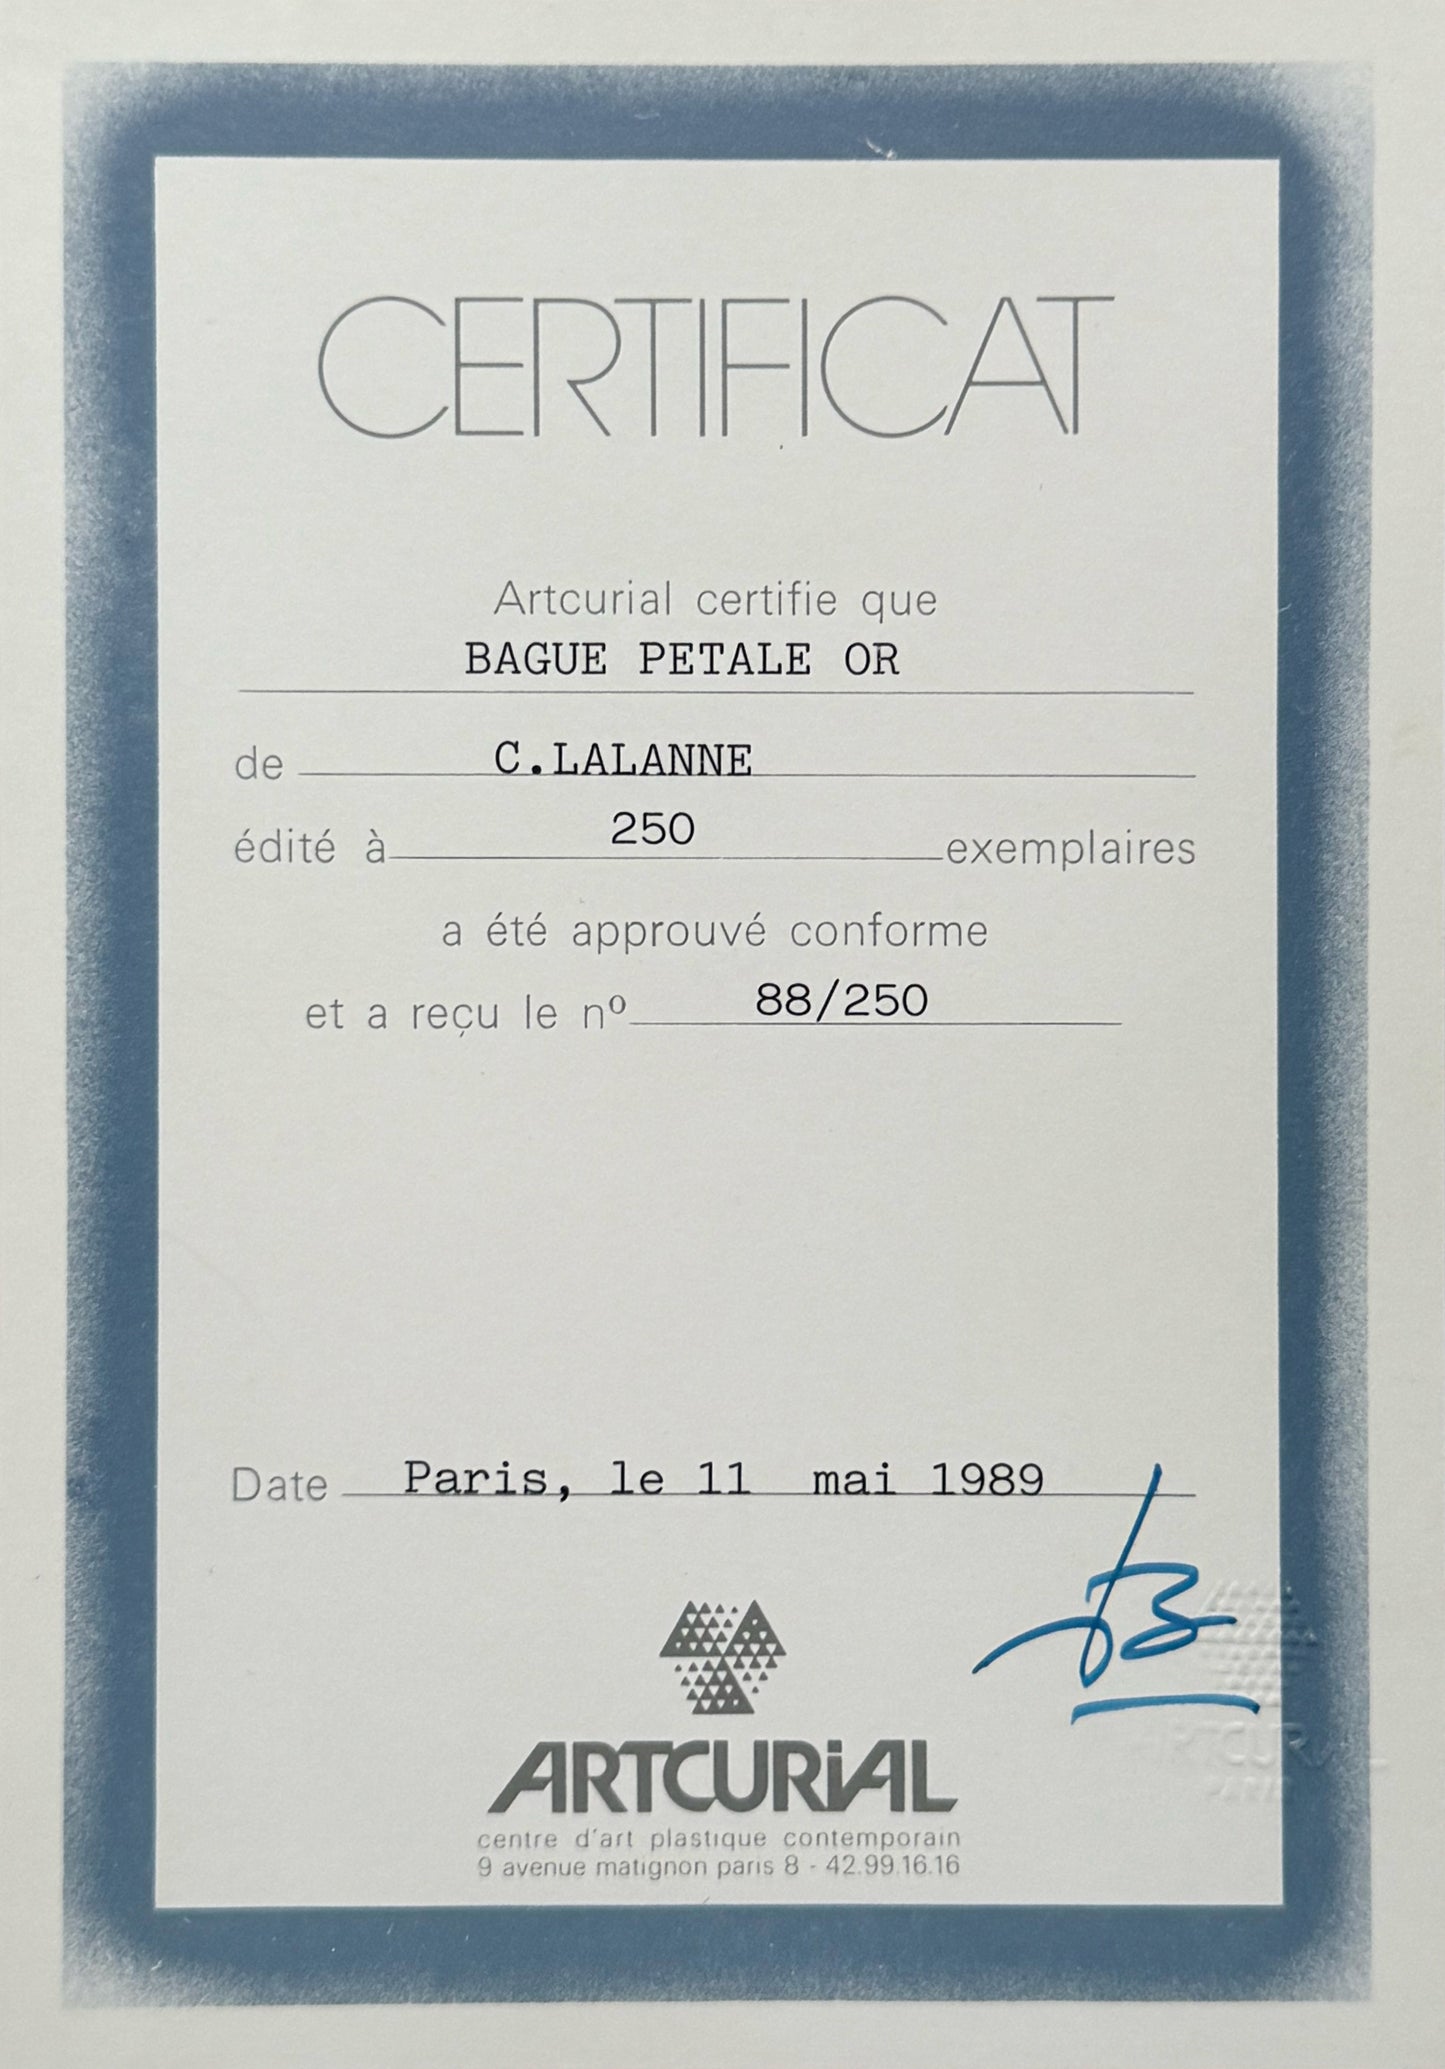 CERTIFICAT
Artcurial certifie que
BAGUE PETALE OR
de C.LALANNE
édité à 250 exemplaires
a été approuvé conforme
et a reçu le nº 88/250
Date Paris, le 11 mai 1989
ARTCURiAL
PARIS
ARTCURiAL
centre d'art plastique contemporain
9 avenue matignon paris 8 - 42.99.16.16